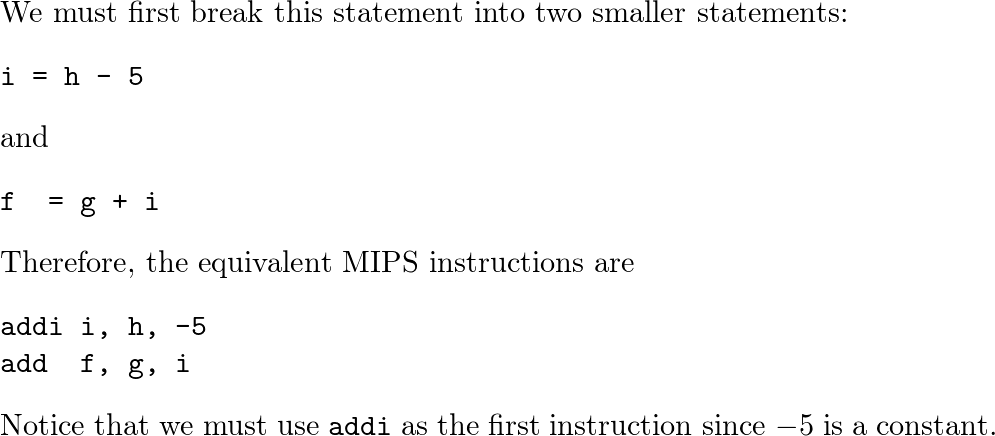 We must first break this statement into two smaller statements:
i = h - 5
and
f  = g + i
Therefore, the equivalent MIPS instructions are
addi i, h, -5
add  f, g, i
Notice that we must use addi as the first instruction since −5 is a constant.